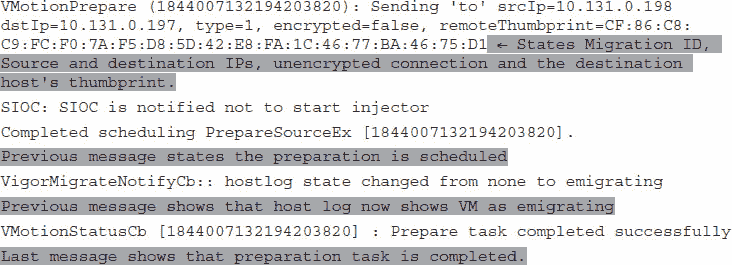 VMotionPrepare (1844007132194203820): Sending 'to' srcIp=10.131.0.198
dstIp=10.131.0.197, type=1, encrypted=false, remoteThumbprint=CF:86:C8:
C9:FC:F0:7A:F5:D8:5D:42:E8:FA:1C:46:77:BA:46:75:D1 ← States Migration ID,
Source and destination IPs, unencrypted connection and the destination
host's thumbprint.
SIOC: SIOC is notified not to start injector
Completed scheduling PrepareSourceEx [1844007132194203820].
Previous message states the preparation is scheduled
VigorMigrateNotifyCb:: hostlog state changed from none to emigrating
Previous message shows that host log now shows VM as emigrating
VMotionStatusCb [1844007132194203820] : Prepare task completed successfully
Last message shows that preparation task is completed.